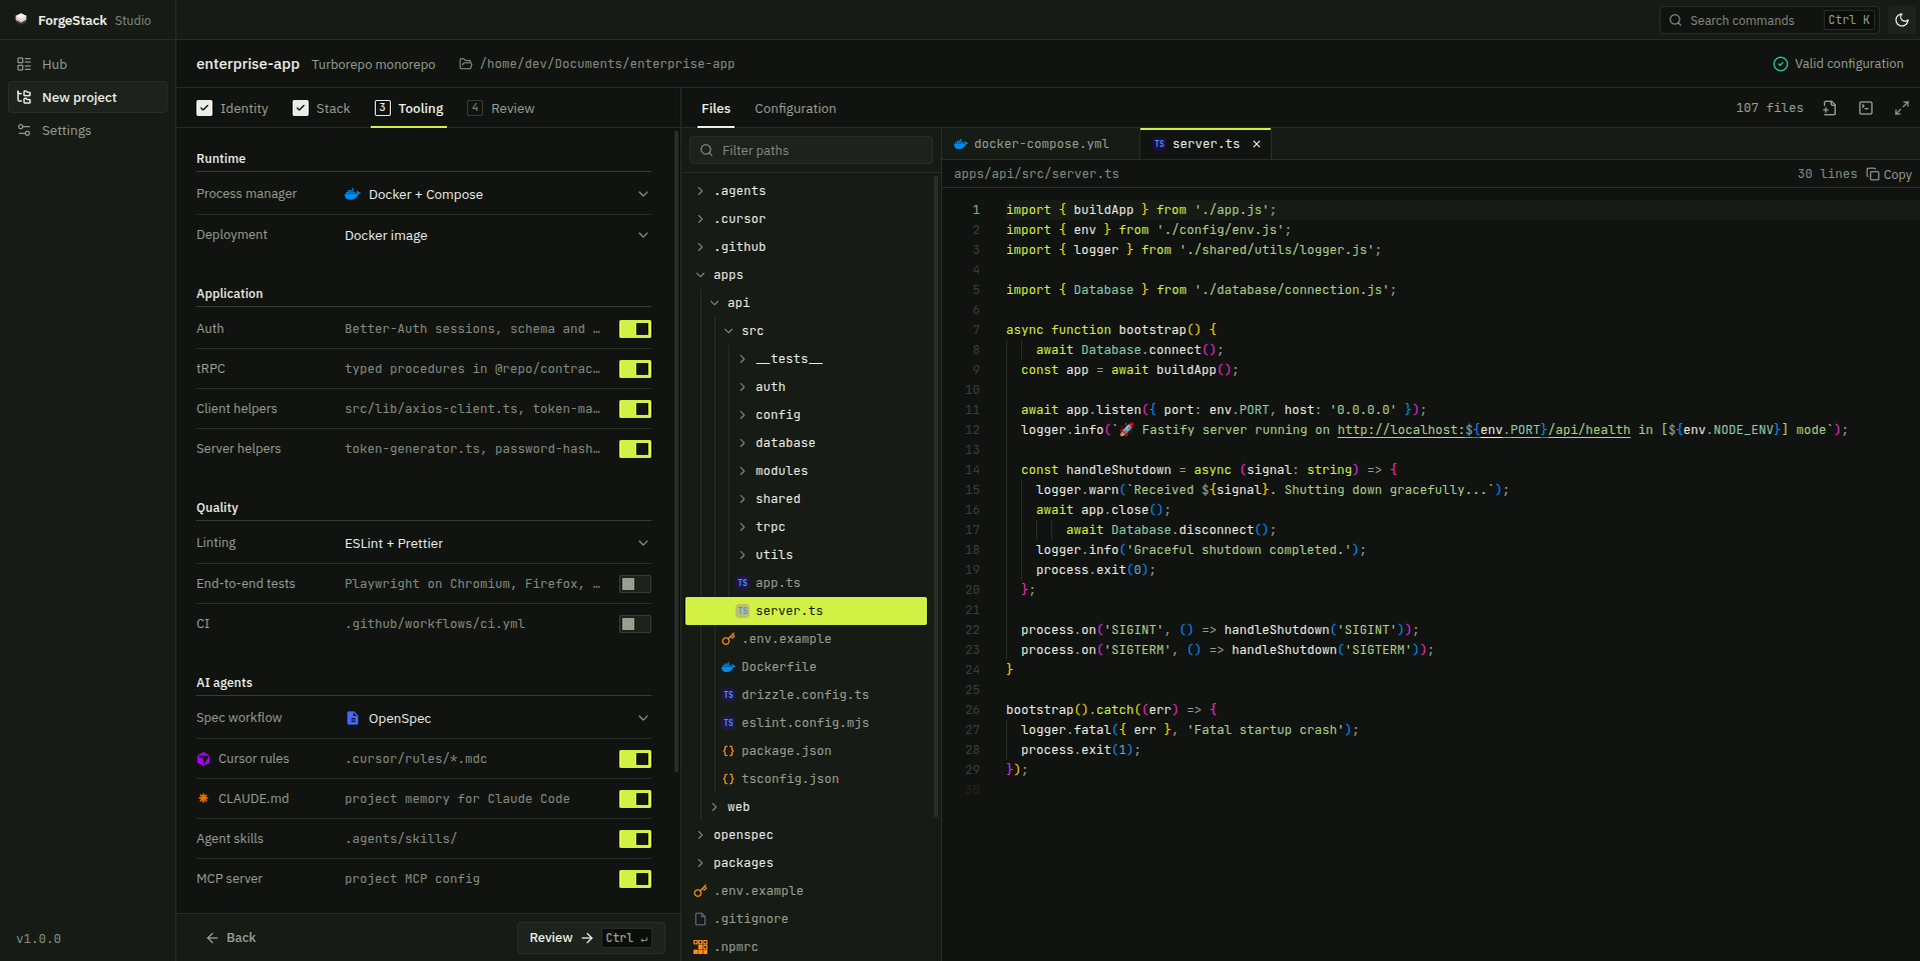 ForgeStack Studio
Search commands Ctrl K
Hub
New project
Settings
v1.0.0
enterprise-app Turborepo monorepo /home/dev/Documents/enterprise-app
Valid configuration
Identity Stack 3 Tooling 4 Review
Runtime
Process manager Docker + Compose
Deployment Docker image
Application
Auth Better-Auth sessions, schema and …
tRPC typed procedures in @repo/contrac…
Client helpers src/lib/axios-client.ts, token-ma…
Server helpers token-generator.ts, password-hash…
Quality
Linting ESLint + Prettier
End-to-end tests Playwright on Chromium, Firefox, …
CI .github/workflows/ci.yml
AI agents
Spec workflow OpenSpec
Cursor rules .cursor/rules/*.mdc
CLAUDE.md project memory for Claude Code
Agent skills .agents/skills/
MCP server project MCP config
Back
Review Ctrl ↵
Files Configuration
107 files
Filter paths
.agents
.cursor
.github
apps
api
src
__tests__
auth
config
database
modules
shared
trpc
utils
TS app.ts
TS server.ts
.env.example
Dockerfile
TS drizzle.config.ts
TS eslint.config.mjs
{} package.json
{} tsconfig.json
web
openspec
packages
.env.example
.gitignore
.npmrc
docker-compose.yml TS server.ts ×
apps/api/src/server.ts 30 lines Copy
1 import { buildApp } from './app.js';
2 import { env } from './config/env.js';
3 import { logger } from './shared/utils/logger.js';
4
5 import { Database } from './database/connection.js';
6
7 async function bootstrap() {
8 await Database.connect();
9 const app = await buildApp();
10
11 await app.listen({ port: env.PORT, host: '0.0.0.0' });
12 logger.info(`🚀 Fastify server running on http://localhost:${env.PORT}/api/health in [${env.NODE_ENV}] mode`);
13
14 const handleShutdown = async (signal: string) => {
15 logger.warn(`Received ${signal}. Shutting down gracefully...`);
16 await app.close();
17 await Database.disconnect();
18 logger.info('Graceful shutdown completed.');
19 process.exit(0);
20 };
21
22 process.on('SIGINT', () => handleShutdown('SIGINT'));
23 process.on('SIGTERM', () => handleShutdown('SIGTERM'));
24 }
25
26 bootstrap().catch((err) => {
27 logger.fatal({ err }, 'Fatal startup crash');
28 process.exit(1);
29 });
30